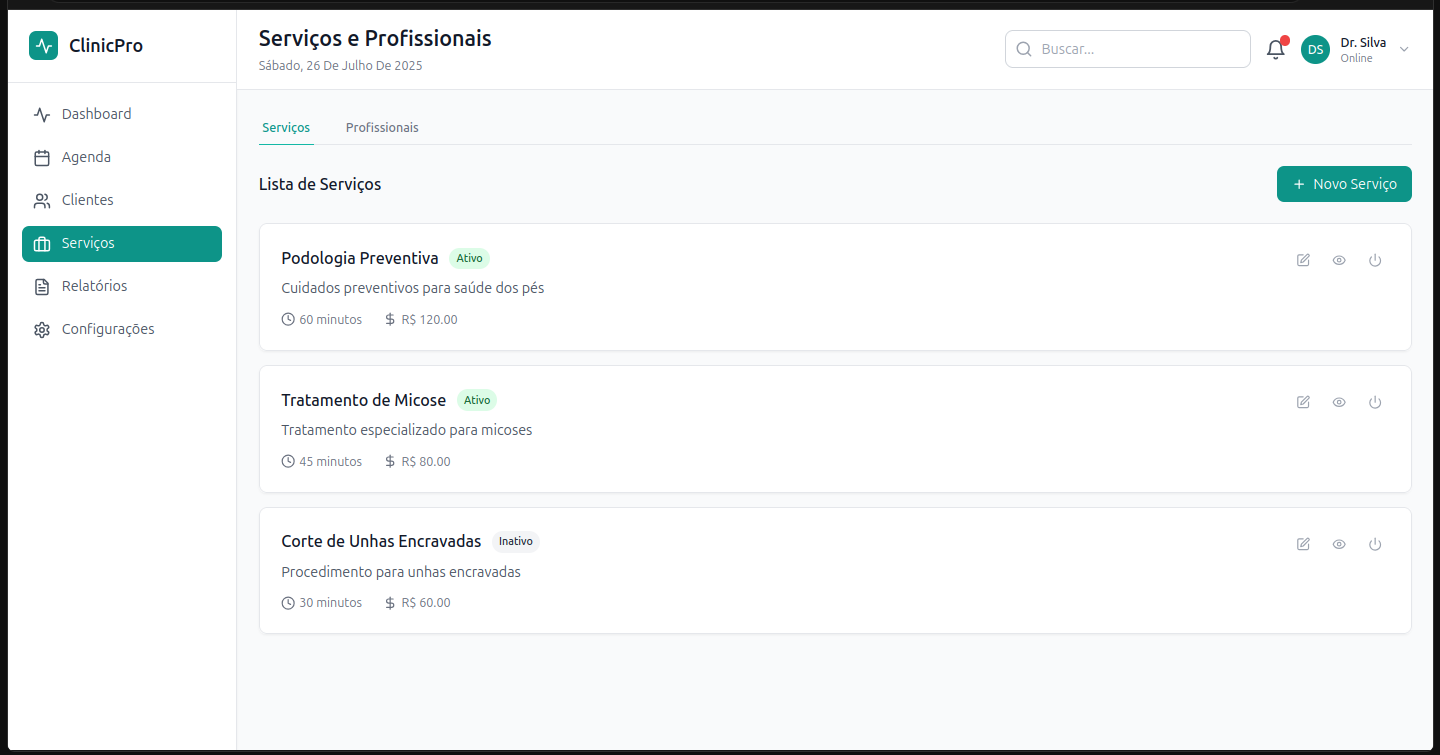 ClinicPro
Serviços e Profissionais
Sábado, 26 De Julho De 2025
Buscar...
DS
Dr. Silva
Online
Dashboard
Agenda
Clientes
Serviços
Relatórios
Configurações
Serviços
Profissionais
Lista de Serviços
Novo Serviço
Podologia Preventiva
Ativo
Cuidados preventivos para saúde dos pés
60 minutos
R$ 120.00
Tratamento de Micose
Ativo
Tratamento especializado para micoses
45 minutos
R$ 80.00
Corte de Unhas Encravadas
Inativo
Procedimento para unhas encravadas
30 minutos
R$ 60.00